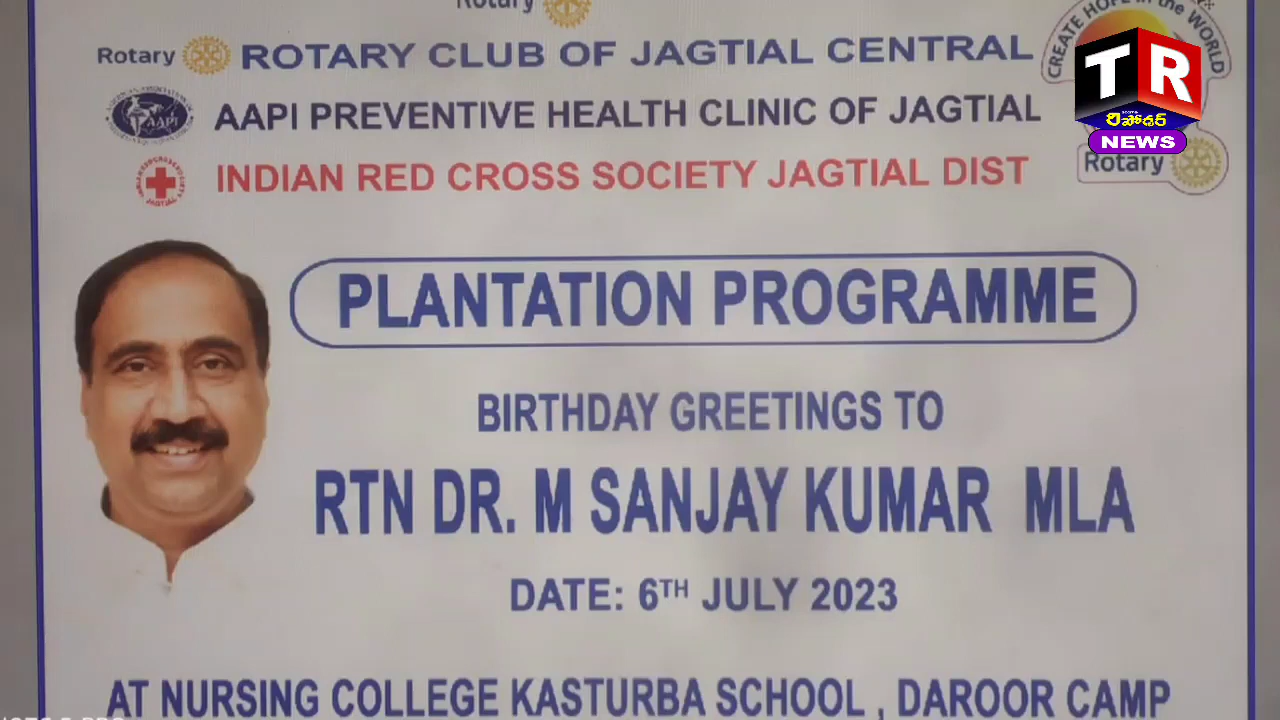 Rotary
Rotary
ROTARY CLUB OF JAGTIAL CENTRAL
CREATE HOPE in the WORLD
AAPI
AAPI PREVENTIVE HEALTH CLINIC OF JAGTIAL
TR
రిపోర్టర్
NEWS
INDIAN RED CROSS SOCIETY JAGTIAL DIST
Rotary
PLANTATION PROGRAMME
BIRTHDAY GREETINGS TO
RTN DR. M SANJAY KUMAR MLA
DATE: 6TH JULY 2023
AT NURSING COLLEGE KASTURBA SCHOOL , DAROOR CAMP